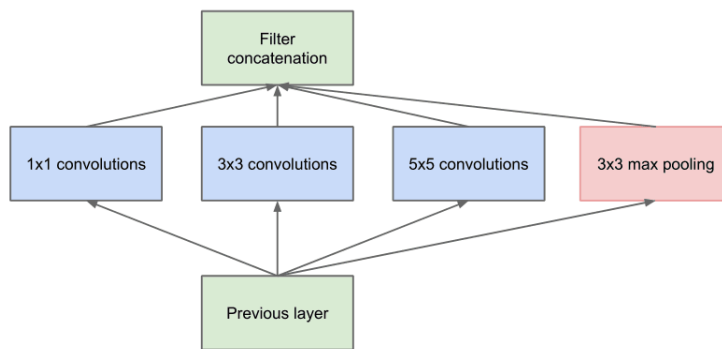 Filter
concatenation
1x1 convolutions
3x3 convolutions
5x5 convolutions
3x3 max pooling
Previous layer